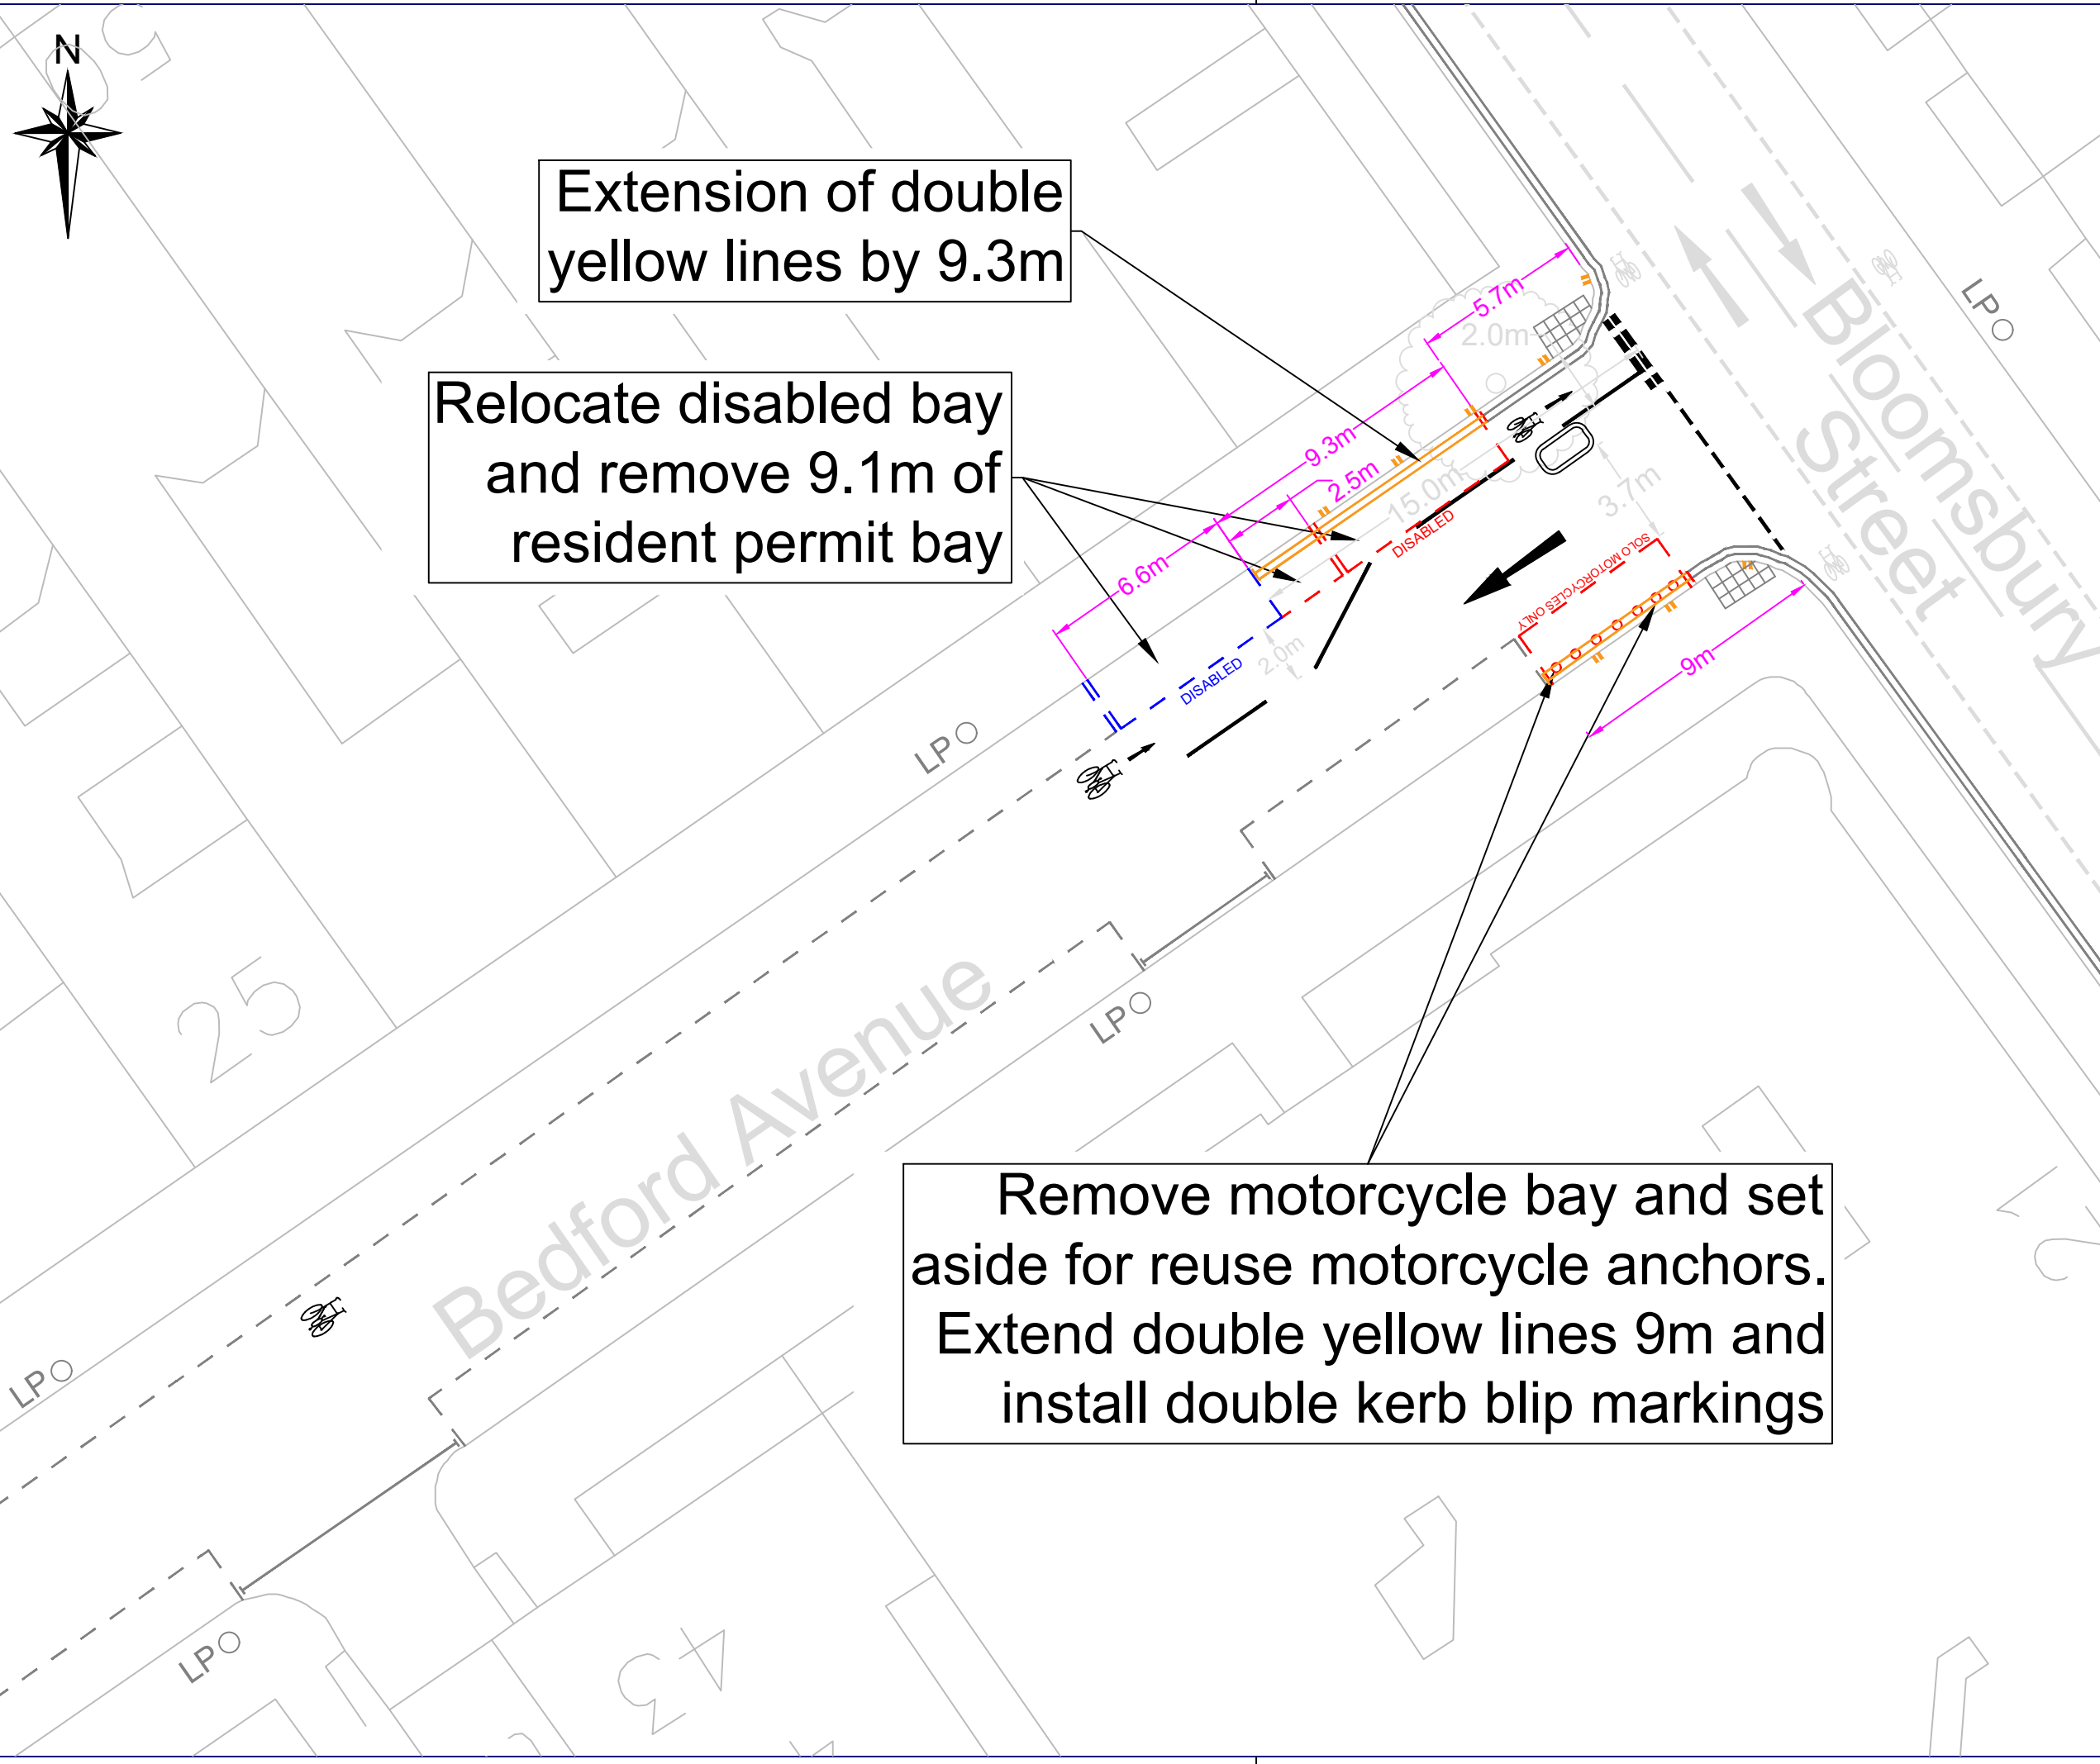 N
Extension of double
yellow lines by 9.3m
Relocate disabled bay
and remove 9.1m of
resident permit bay
5.7m
2.0m
9.3m
2.5m
15.0m
6.6m
3.7m
DISABLED
DISABLED
2.0m
SOLO MOTORCYCLES ONLY
9m
Bloomsbury
Street
LP
LP
LP
LP
LP
25
Bedford Avenue
Remove motorcycle bay and set
aside for reuse motorcycle anchors.
Extend double yellow lines 9m and
install double kerb blip markings
43